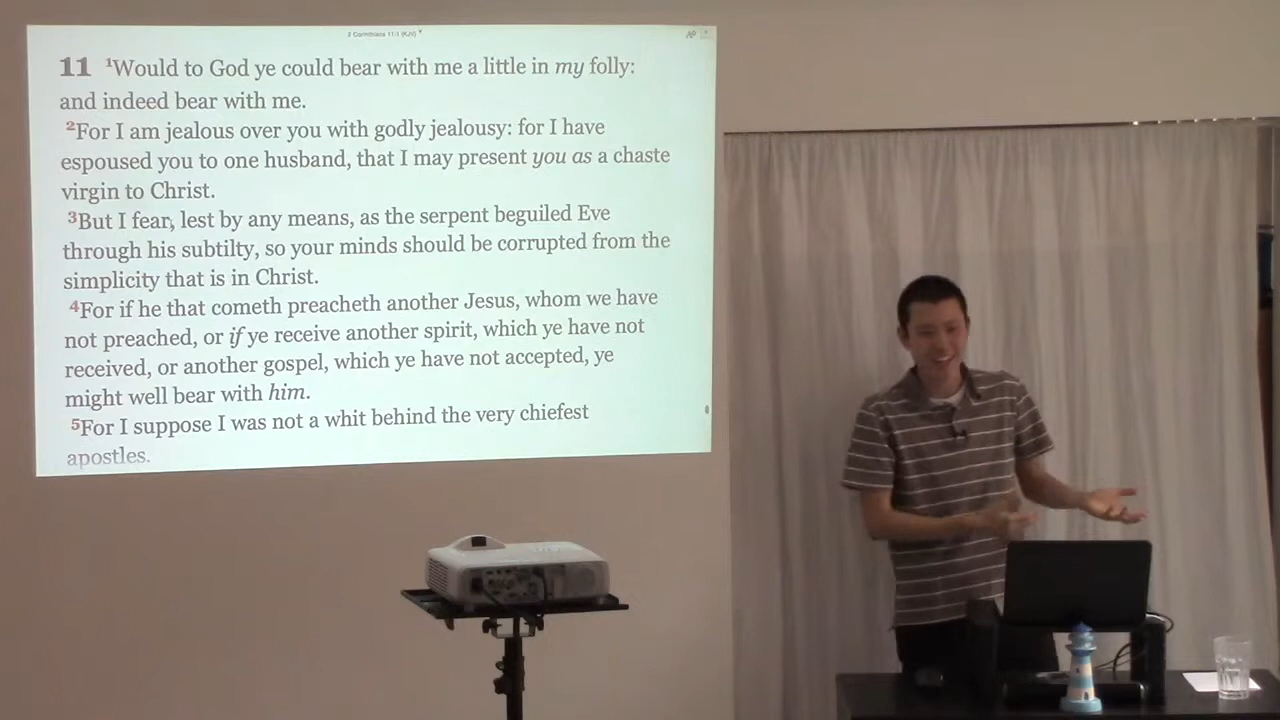 2 Corinthians 11:1 (KJV)
11 1Would to God ye could bear with me a little in my folly:
and indeed bear with me.
2For I am jealous over you with godly jealousy: for I have
espoused you to one husband, that I may present you as a chaste
virgin to Christ.
3But I fear, lest by any means, as the serpent beguiled Eve
through his subtilty, so your minds should be corrupted from the
simplicity that is in Christ.
4For if he that cometh preacheth another Jesus, whom we have
not preached, or if ye receive another spirit, which ye have not
received, or another gospel, which ye have not accepted, ye
might well bear with him.
5For I suppose I was not a whit behind the very chiefest
apostles.